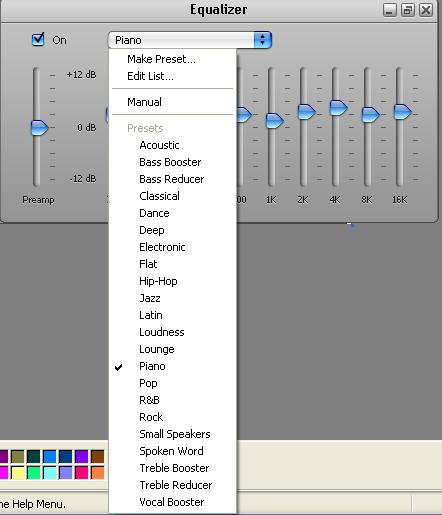 Equalizer
On
Piano
+12 dB
0 dB
-12 dB
Preamp
1K
2K
4K
8K
16K
Make Preset...
Edit List...
Manual
Presets
Acoustic
Bass Booster
Bass Reducer
Classical
Dance
Deep
Electronic
Flat
Hip-Hop
Jazz
Latin
Loudness
Lounge
Piano
Pop
R&B
Rock
Small Speakers
Spoken Word
Treble Booster
Treble Reducer
Vocal Booster
Help Menu.